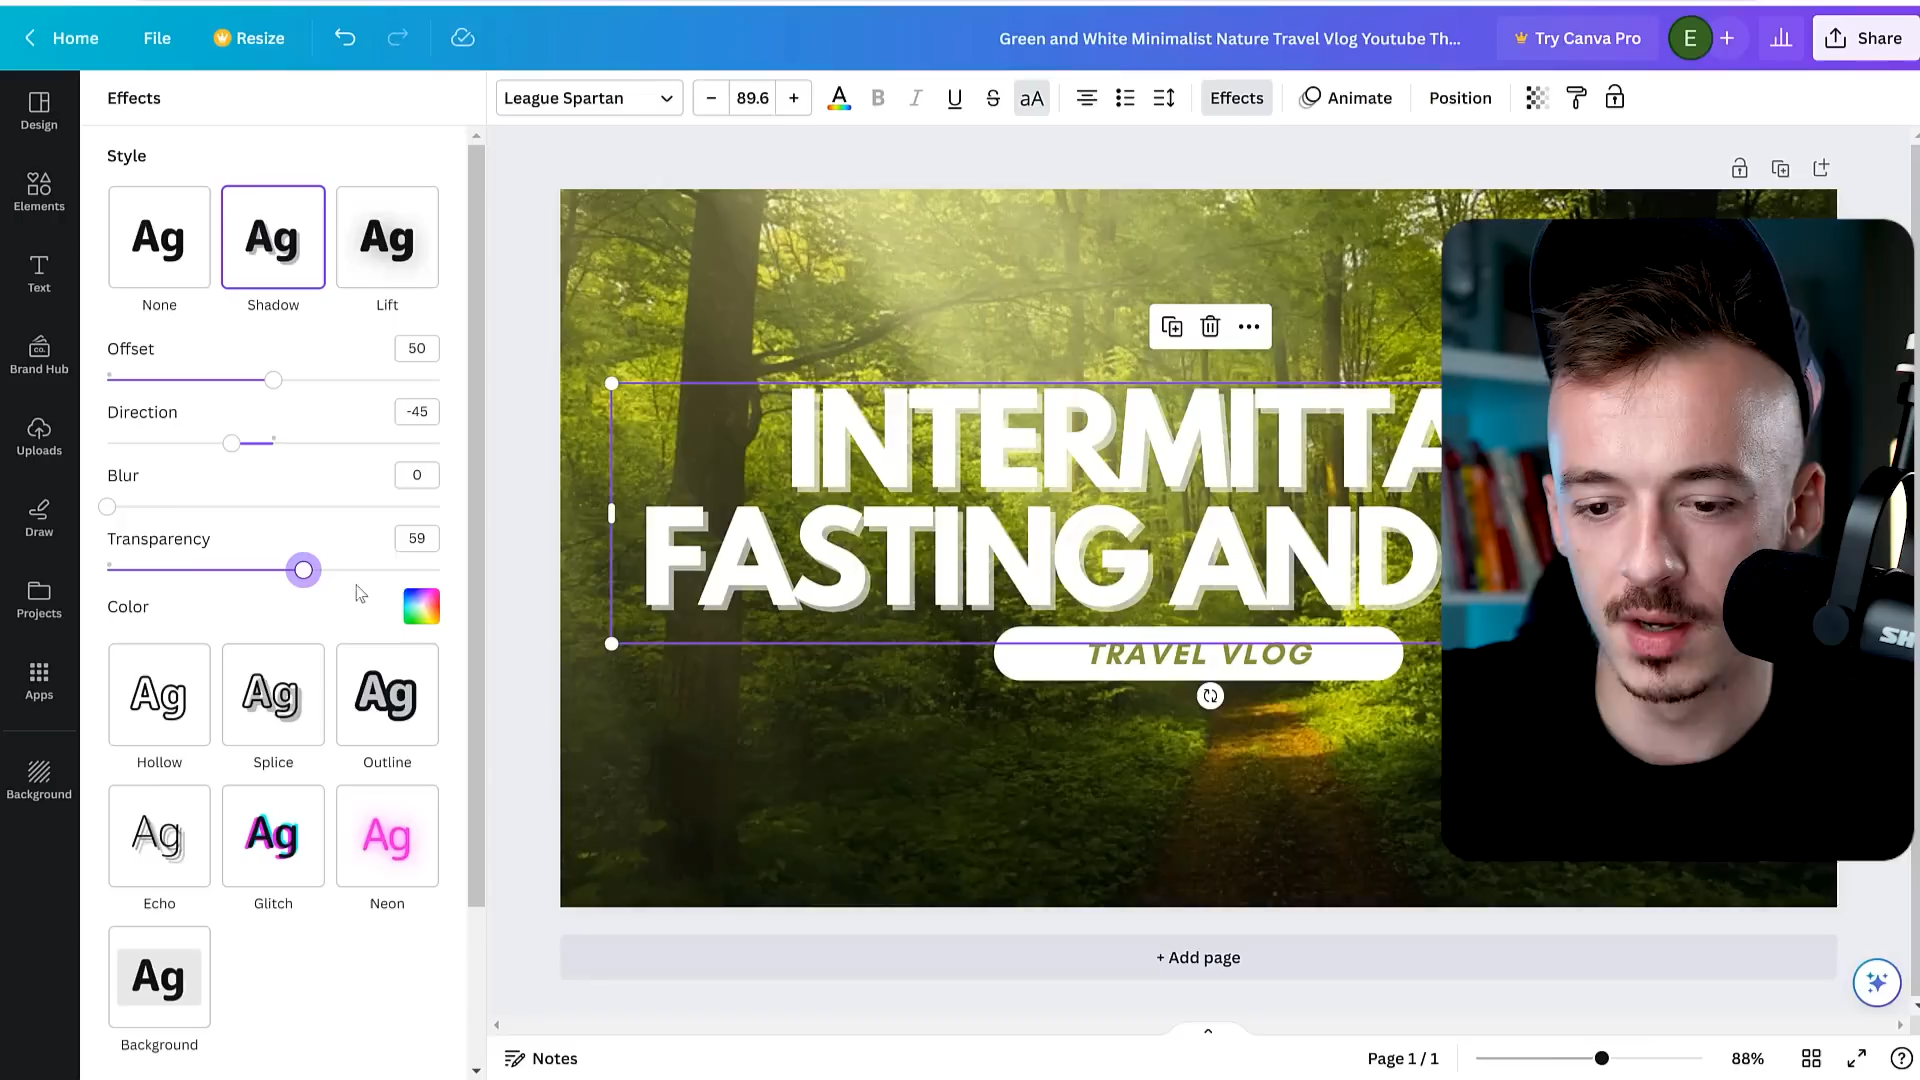 Home
File
Resize
Green and White Minimalist Nature Travel Vlog Youtube Th...
Try Canva Pro
E
Share
Design
Elements
Text
CO.
Brand Hub
Uploads
Draw
Projects
Apps
Background
Effects
Style
Ag
Ag
Ag
None
Shadow
Lift
Offset
50
Direction
-45
Blur
0
Transparency
59
Color
Ag
Ag
Ag
Hollow
Splice
Outline
Ag
Ag
Ag
Echo
Glitch
Neon
Ag
Background
League Spartan
89.6
A
B
I
U
S
aA
Effects
Animate
Position
INTERMITTA
FASTING AND
TRAVEL VLOG
SH
+ Add page
Notes
Page 1 / 1
88%